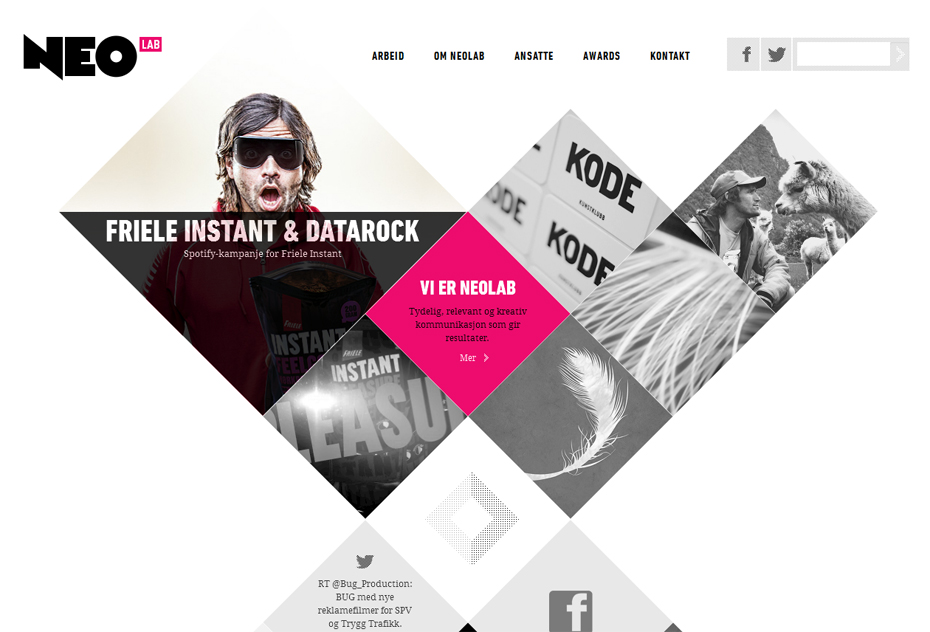 NEO LAB
ARBEID OM NEOLAB ANSATTE AWARDS KONTAKT
KODE
KUNSTKLUBB
KODE
FRIELE INSTANT & DATAROCK
Spotify-kampanje for Friele Instant
VI ER NEOLAB
Tydelig, relevant og kreativ
kommunikasjon som gir
resultater.
Mer
FRIELE
INSTANT
FRIELE
INSTANT
PLEASURE
RT @Bug_Production:
BUG med nye
reklamefilmer for SPV
og Trygg Trafikk.